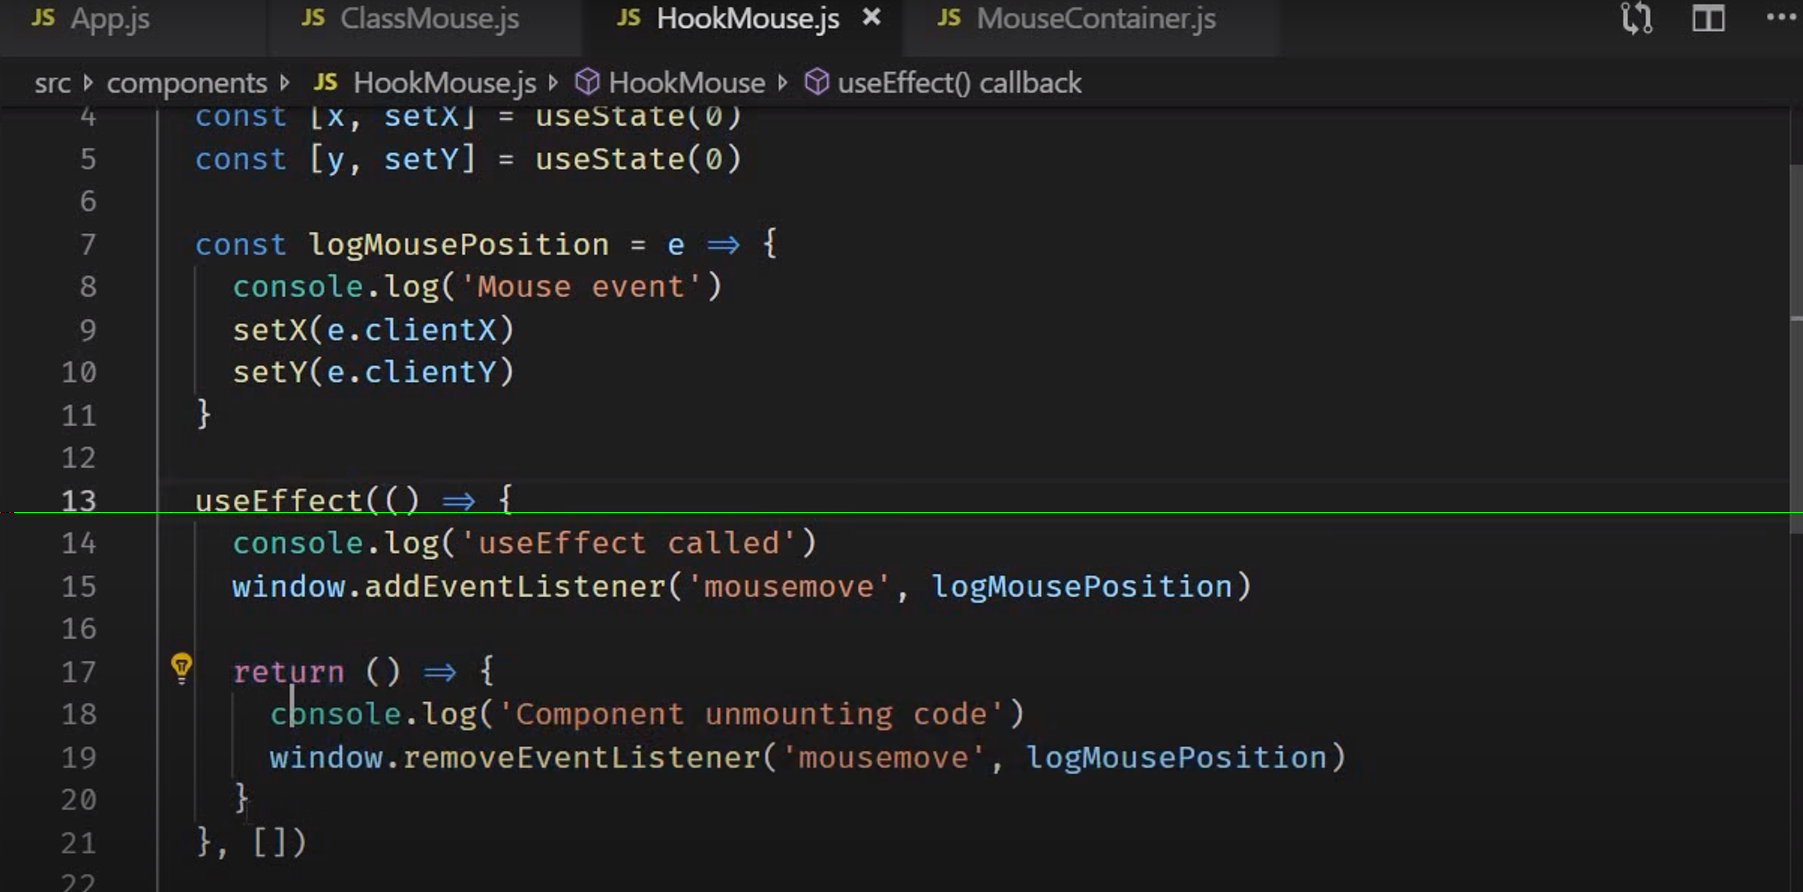 JS App.js JS ClassMouse.js JS HookMouse.js × JS MouseContainer.js
src components JS HookMouse.js HookMouse useEffect() callback
4 const [x, setX] = useState(0)
5 const [y, setY] = useState(0)
6
7 const logMousePosition = e ⇒ {
8 console.log('Mouse event')
9 setX(e.clientX)
10 setY(e.clientY)
11 }
12
13 useEffect(() ⇒ {
14 console.log('useEffect called')
15 window.addEventListener('mousemove', logMousePosition)
16
17 return () ⇒ {
18 console.log('Component unmounting code')
19 window.removeEventListener('mousemove', logMousePosition)
20 }
21 }, [])
22